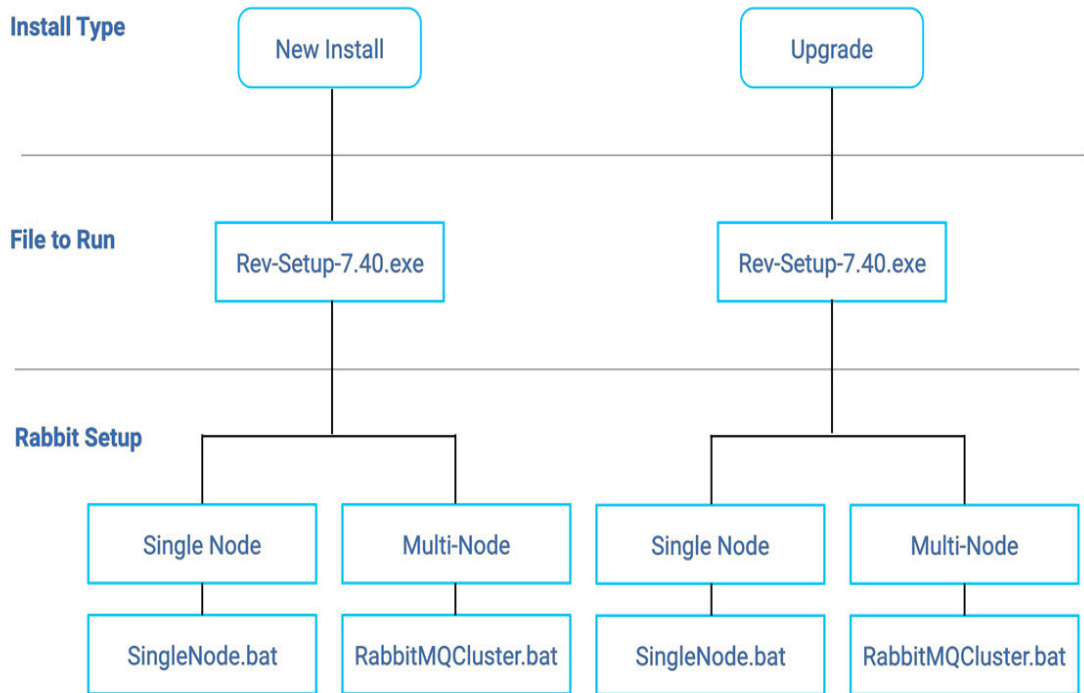 Install Type
New Install
Upgrade
File to Run
Rev-Setup-7.40.exe
Rev-Setup-7.40.exe
Rabbit Setup
Single Node
Multi-Node
Single Node
Multi-Node
SingleNode.bat
RabbitMQCluster.bat
SingleNode.bat
RabbitMQCluster.bat